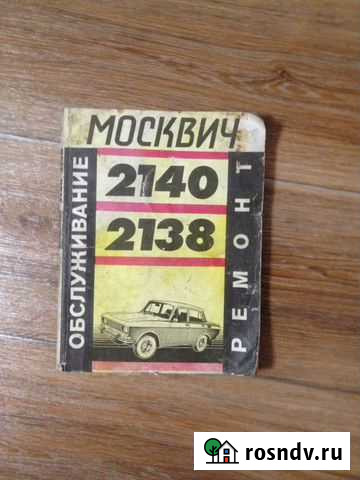 МОСКВИЧ
2140
2138
ОБСЛУЖИВАНИЕ
РЕМОНТ
rosndv.ru